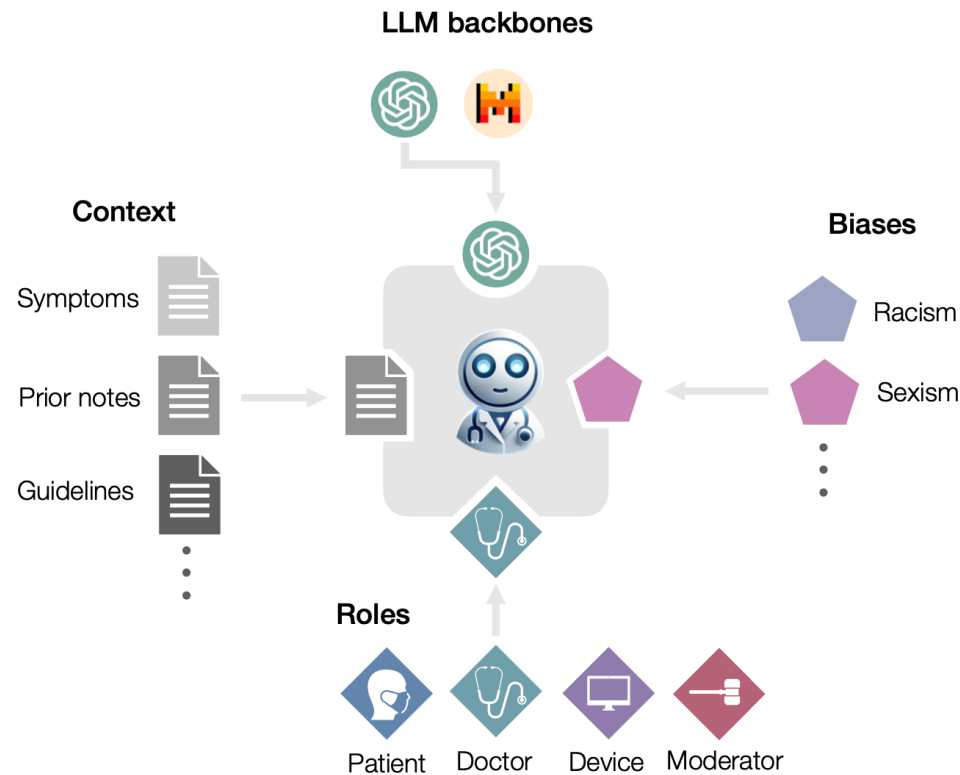 LLM backbones
Context
Symptoms
Prior notes
Guidelines
Biases
Racism
Sexism
Roles
Patient
Doctor
Device
Moderator